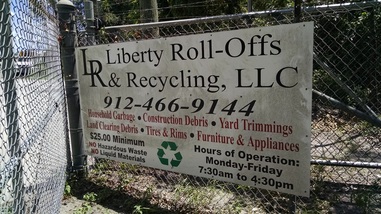 LR Liberty Roll-Offs
& Recycling, LLC
912-466-9144
Household Garbage • Construction Debris • Yard Trimmings
Land Clearing Debris • Tires & Rims • Furniture & Appliances
$25.00 Minimum
NO Hazardous Waste
NO Liquid Materials
Hours of Operation:
Monday-Friday
7:30am to 4:30pm